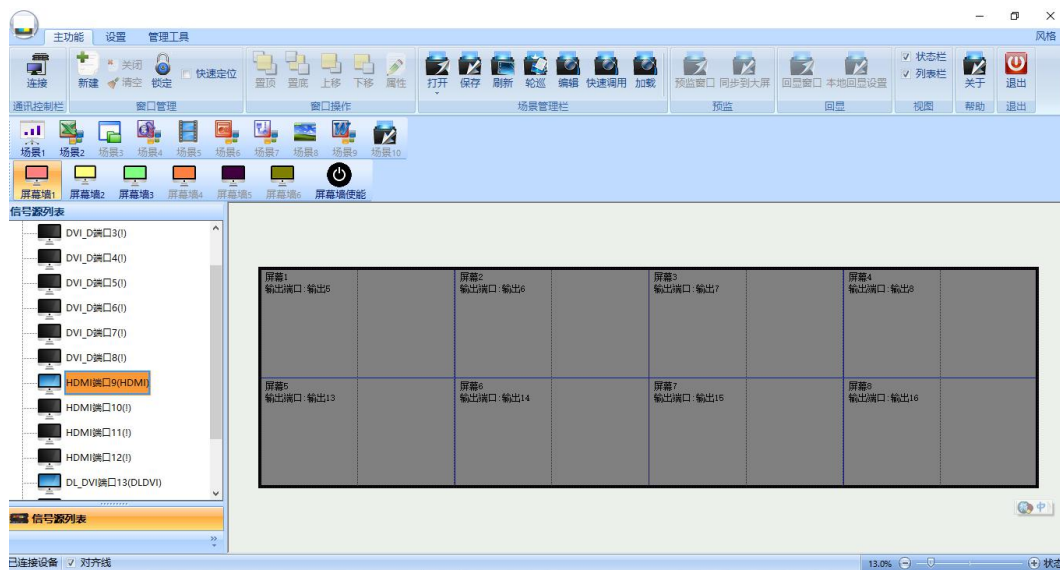 主功能 设置 管理工具 风格
连接 新建 关闭 清空 锁定 快速定位 置顶 置底 上移 下移 属性 打开 保存 刷新 轮巡 编辑 快速调用 加载 预监窗口 同步到大屏 回显窗口 本地回显设置 状态栏 列表栏 关于 退出
通讯控制栏 窗口管理 窗口操作 场景管理栏 预监 回显 视图 帮助 退出
场景1 场景2 场景3 场景4 场景5 场景6 场景7 场景8 场景9 场景10
屏幕墙1 屏幕墙2 屏幕墙3 屏幕墙4 屏幕墙5 屏幕墙6 屏幕墙使能
信号源列表
DVI_D端口3(!)
DVI_D端口4(!)
DVI_D端口5(!)
DVI_D端口6(!)
DVI_D端口7(!)
DVI_D端口8(!)
HDMI端口9(HDMI)
HDMI端口10(!)
HDMI端口11(!)
HDMI端口12(!)
DL_DVI端口13(DLDVI)
信号源列表
屏幕1 屏幕2 屏幕3 屏幕4
输出端口:输出5 输出端口:输出6 输出端口:输出7 输出端口:输出8
屏幕5 屏幕6 屏幕7 屏幕8
输出端口:输出13 输出端口:输出14 输出端口:输出15 输出端口:输出16
中
已连接设备 对齐线 13.0% 状态